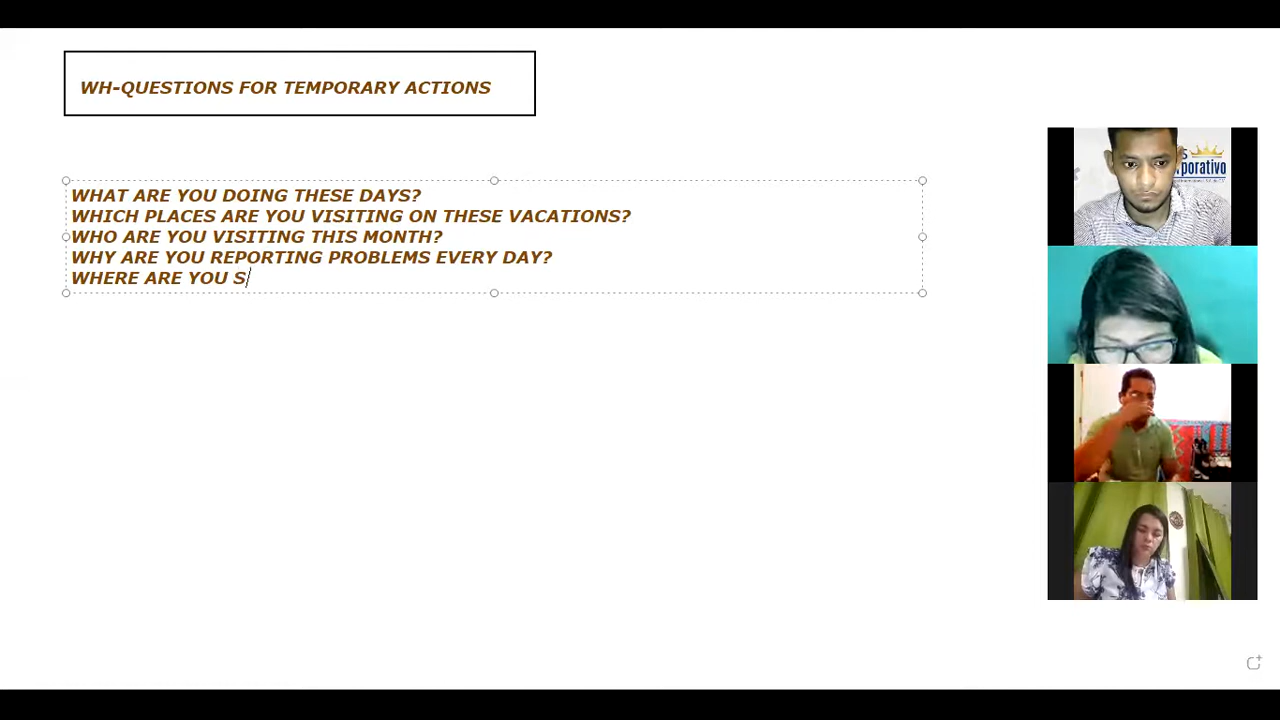 WH-QUESTIONS FOR TEMPORARY ACTIONS
WHAT ARE YOU DOING THESE DAYS?
WHICH PLACES ARE YOU VISITING ON THESE VACATIONS?
WHO ARE YOU VISITING THIS MONTH?
WHY ARE YOU REPORTING PROBLEMS EVERY DAY?
WHERE ARE YOU S